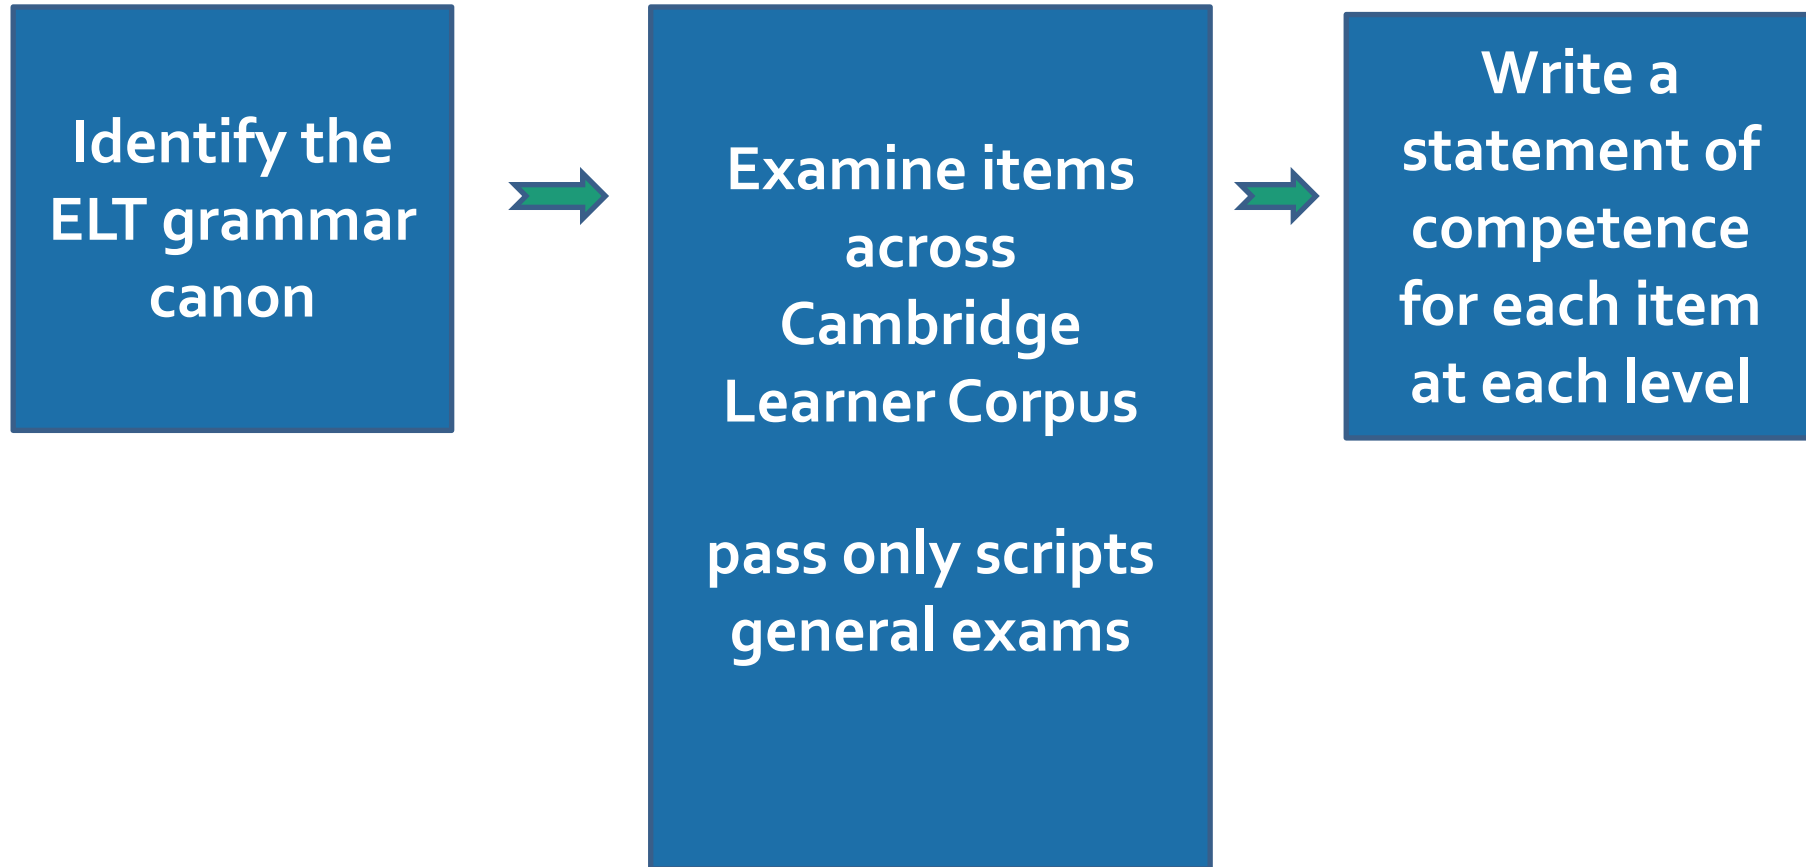 Identify the
ELT grammar
canon
Examine items
across
Cambridge
Learner Corpus
pass only scripts
general exams
Write a
statement of
competence
for each item
at each level